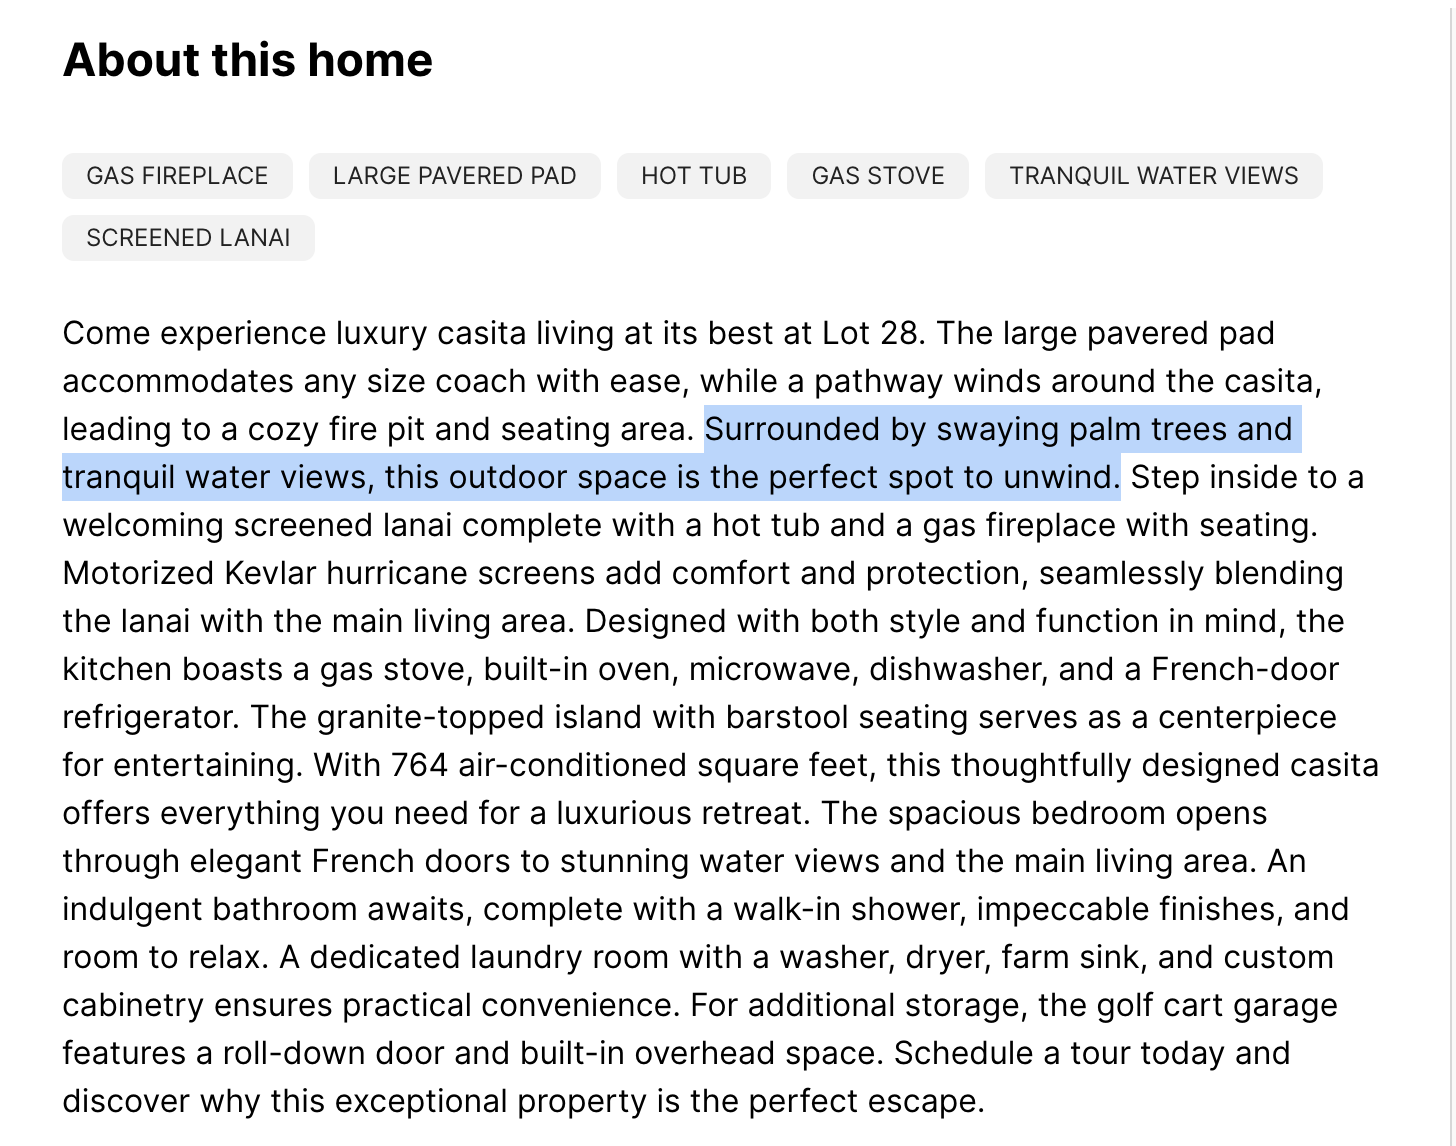 About this home
GAS FIREPLACE LARGE PAVERED PAD HOT TUB GAS STOVE TRANQUIL WATER VIEWS
SCREENED LANAI
Come experience luxury casita living at its best at Lot 28. The large pavered pad
accommodates any size coach with ease, while a pathway winds around the casita,
leading to a cozy fire pit and seating area. Surrounded by swaying palm trees and
tranquil water views, this outdoor space is the perfect spot to unwind. Step inside to a
welcoming screened lanai complete with a hot tub and a gas fireplace with seating.
Motorized Kevlar hurricane screens add comfort and protection, seamlessly blending
the lanai with the main living area. Designed with both style and function in mind, the
kitchen boasts a gas stove, built-in oven, microwave, dishwasher, and a French-door
refrigerator. The granite-topped island with barstool seating serves as a centerpiece
for entertaining. With 764 air-conditioned square feet, this thoughtfully designed casita
offers everything you need for a luxurious retreat. The spacious bedroom opens
through elegant French doors to stunning water views and the main living area. An
indulgent bathroom awaits, complete with a walk-in shower, impeccable finishes, and
room to relax. A dedicated laundry room with a washer, dryer, farm sink, and custom
cabinetry ensures practical convenience. For additional storage, the golf cart garage
features a roll-down door and built-in overhead space. Schedule a tour today and
discover why this exceptional property is the perfect escape.